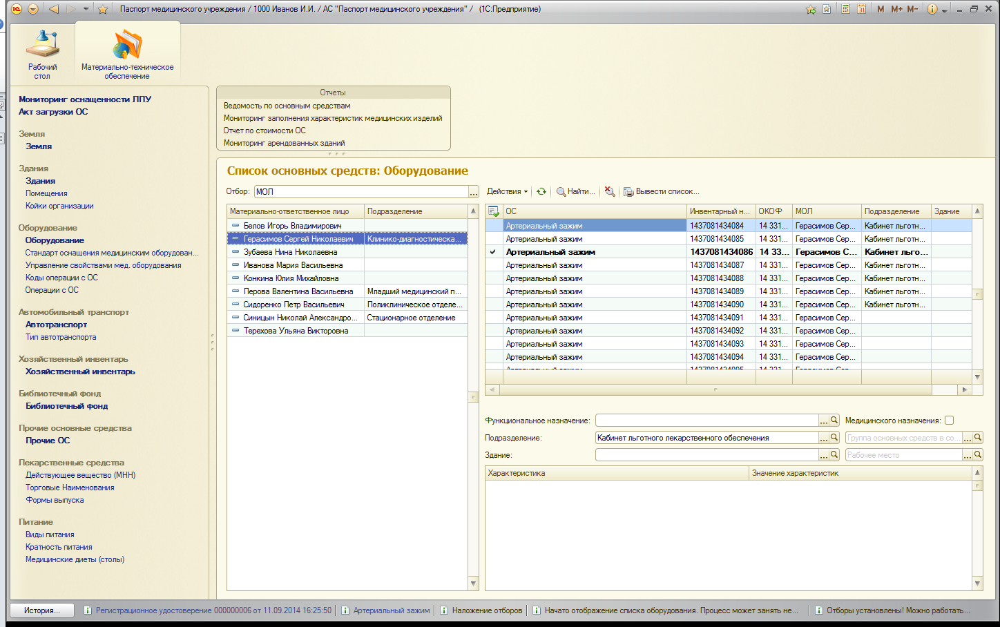 Паспорт медицинского учреждения / 1000 Иванов И.И. / АС "Паспорт медицинского учреждения" / (1С:Предприятие)
31 M M+ M-
Рабочий стол
Материально-техническое обеспечение
Мониторинг оснащенности ЛПУ
Акт загрузки ОС
Земля
Земля
Здания
Здания
Помещения
Койки организации
Оборудование
Оборудование
Стандарт оснащения медицинским оборудован...
Управление свойствами мед. оборудования
Коды операции с ОС
Операции с ОС
Автомобильный транспорт
Автотранспорт
Тип автотранспорта
Хозяйственный инвентарь
Хозяйственный инвентарь
Библиотечный фонд
Библиотечный фонд
Прочие основные средства
Прочие ОС
Лекарственные средства
Действующее вещество (МНН)
Торговые Наименования
Формы выпуска
Питание
Виды питания
Кратность питания
Медицинские диеты (столы)
Отчеты
Ведомость по основным средствам
Мониторинг заполнения характеристик медицинских изделий
Отчет по стоимости ОС
Мониторинг арендованных зданий
Список основных средств: Оборудование
Отбор: МОЛ ...
Материально-ответственное лицо Подразделение
Белов Игорь Владимирович
Герасимов Сергей Николаевич Клинико-диагностическа...
Зубаева Нина Николаевна
Иванова Мария Васильевна
Конкина Юлия Михайловна
Перова Валентина Васильевна Младший медицинский п...
Сидоренко Петр Васильевич Поликлиническое отделе...
Синицын Николай Александро... Стационарное отделение
Терехова Ульяна Викторовна
Действия Найти... Вывести список...
ОС Инвентарный н... ОКОФ МОЛ Подразделение Здание
Артериальный зажим 1437081434084 14 331... Герасимов Сер... Кабинет льготн...
Артериальный зажим 1437081434085 14 331... Герасимов Сер... Кабинет льготн...
Артериальный зажим 1437081434086 14 33... Герасимов С... Кабинет льго...
Артериальный зажим 1437081434087 14 331... Герасимов Сер... Кабинет льготн...
Артериальный зажим 1437081434088 14 331... Герасимов Сер... Кабинет льготн...
Артериальный зажим 1437081434089 14 331... Герасимов Сер... Кабинет льготн...
Артериальный зажим 1437081434090 14 331... Герасимов Сер... Кабинет льготн...
Артериальный зажим 1437081434091 14 331... Герасимов Сер...
Артериальный зажим 1437081434092 14 331... Герасимов Сер...
Артериальный зажим 1437081434093 14 331... Герасимов Сер...
Артериальный зажим 1437081434094 14 331... Герасимов Сер...
Артериальный зажим 1437081434095 14 331... Герасимов Сер...
Функциональное назначение: ... Медицинского назначения:
Подразделение: Кабинет льготного лекарственного обеспечения ... Группа основных средств в со... ...
Здание: ... Рабочее место ...
Характеристика Значение характеристик
История... Регистрационное удостоверение 000000006 от 11.09.2014 16:25:50 Артериальный зажим Наложение отборов Начато отображение списка оборудования. Процесс может занять не... Отборы установлены! Можно работать...